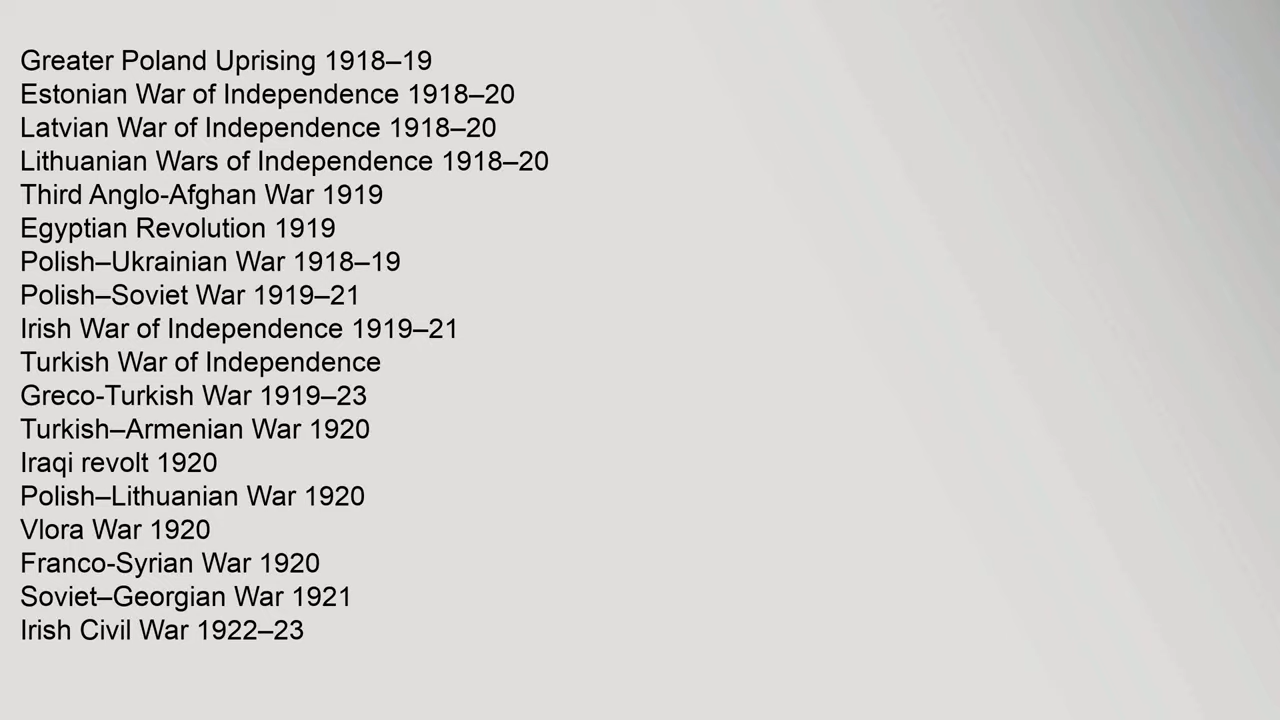 Greater Poland Uprising 1918–19
Estonian War of Independence 1918–20
Latvian War of Independence 1918–20
Lithuanian Wars of Independence 1918–20
Third Anglo-Afghan War 1919
Egyptian Revolution 1919
Polish–Ukrainian War 1918–19
Polish–Soviet War 1919–21
Irish War of Independence 1919–21
Turkish War of Independence
Greco-Turkish War 1919–23
Turkish–Armenian War 1920
Iraqi revolt 1920
Polish–Lithuanian War 1920
Vlora War 1920
Franco-Syrian War 1920
Soviet–Georgian War 1921
Irish Civil War 1922–23